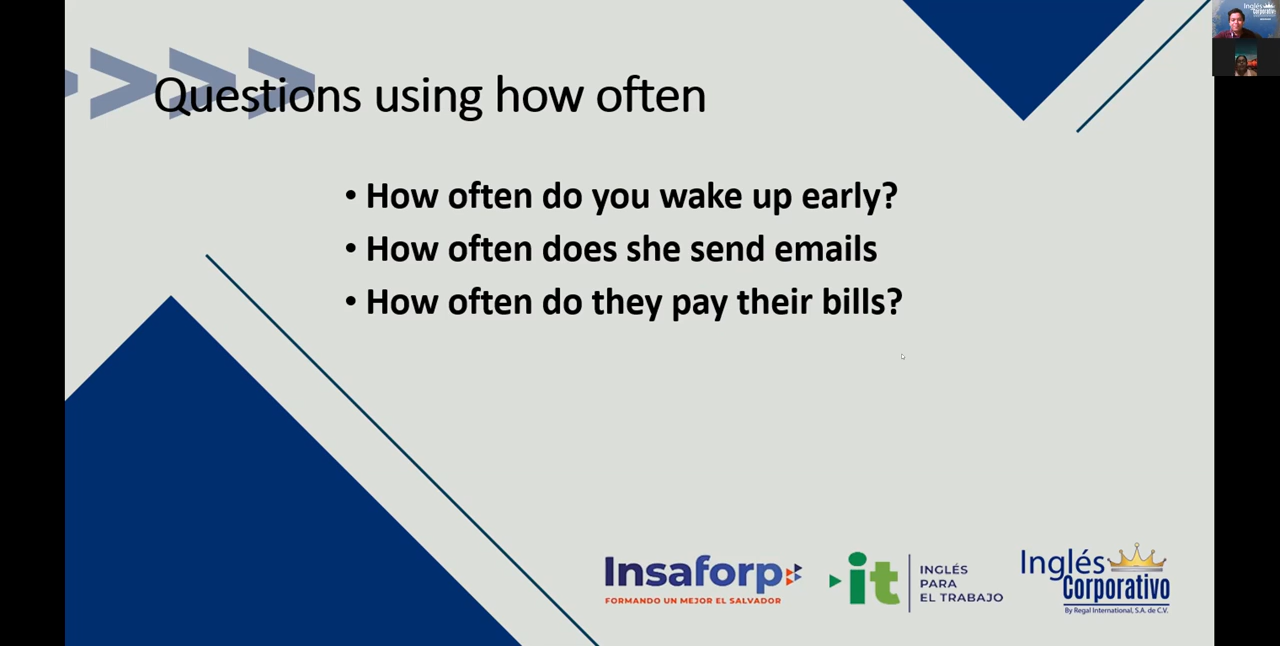 Questions using how often
• How often do you wake up early?
• How often does she send emails
• How often do they pay their bills?
Insaforp
FORMANDO UN MEJOR EL SALVADOR
it
INGLÉS
PARA
EL TRABAJO
Inglés
Corporativo
By Regal International, S.A. de C.V.
Inglés
Corporativo